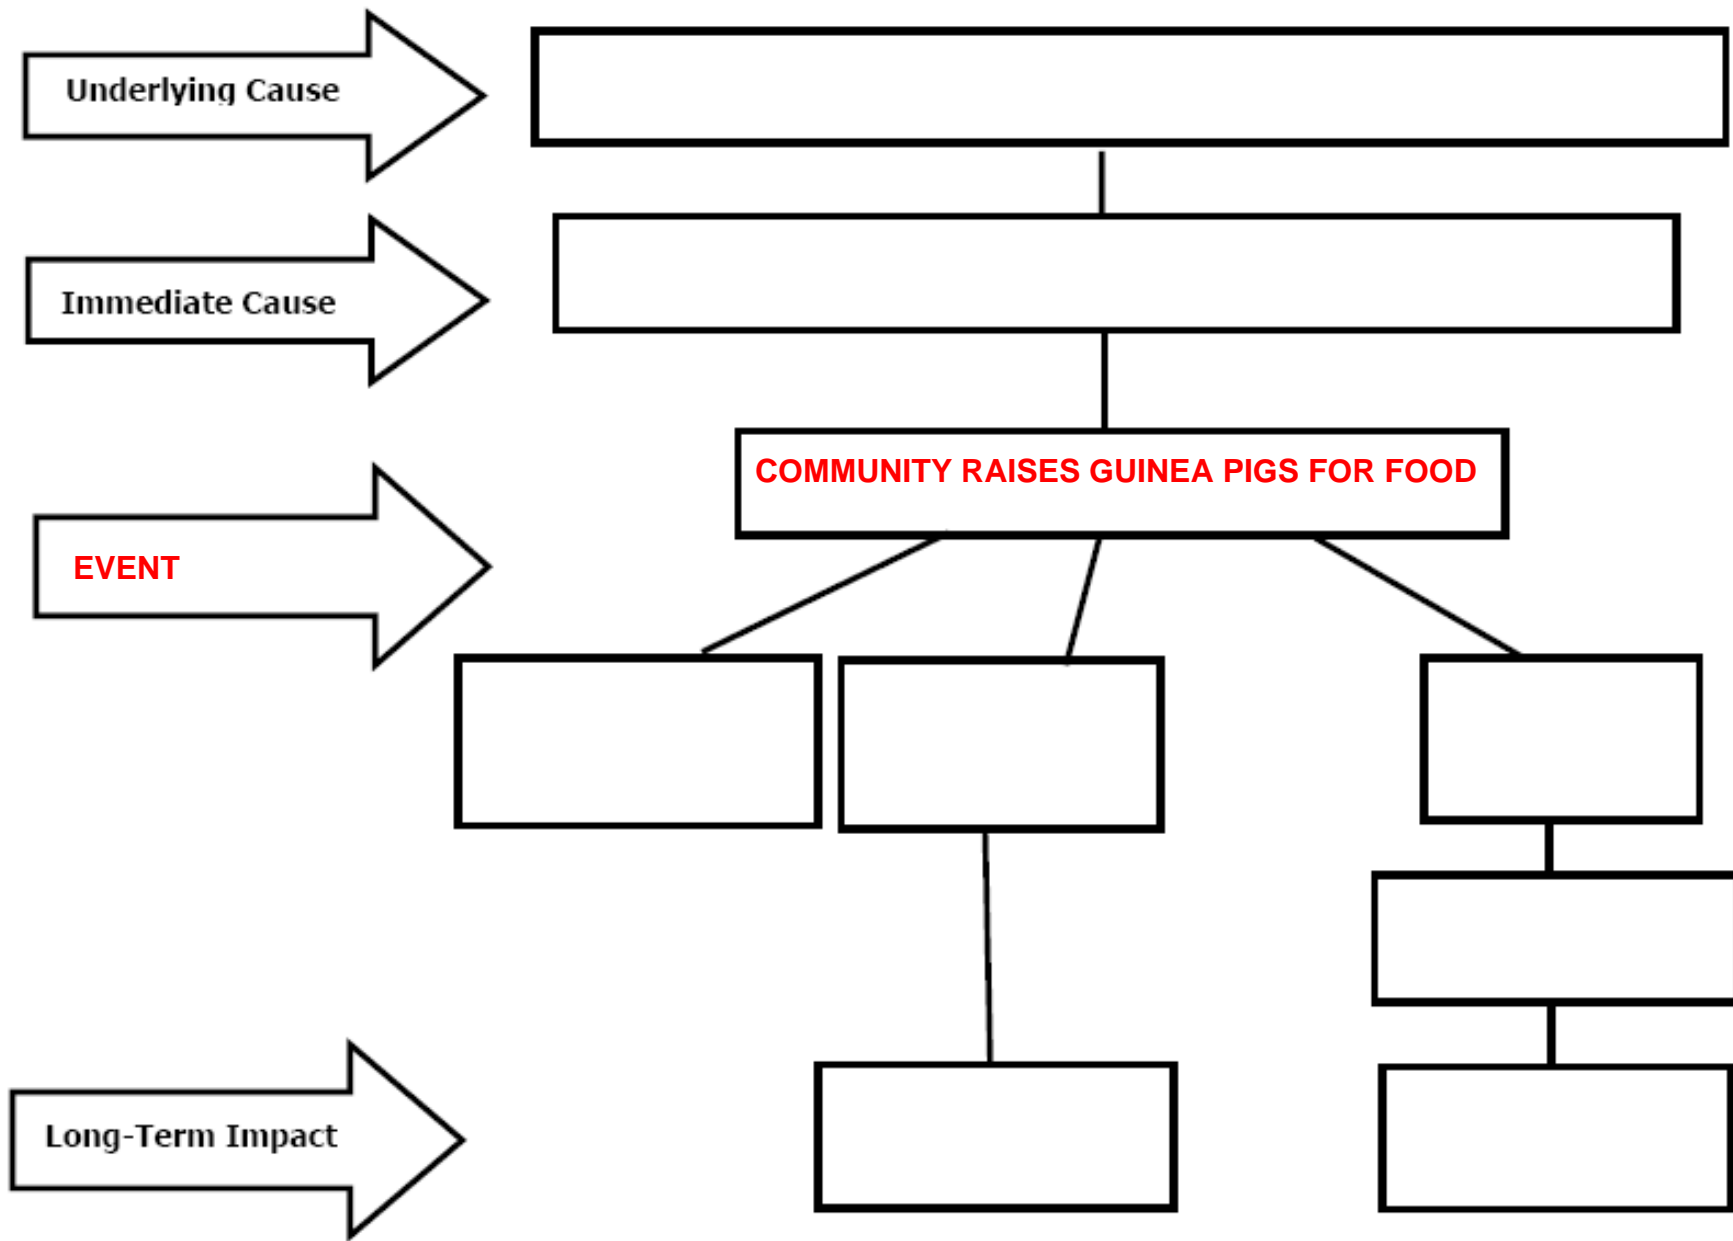 Underlying Cause
Immediate Cause
COMMUNITY RAISES GUINEA PIGS FOR FOOD
EVENT
Long-Term Impact